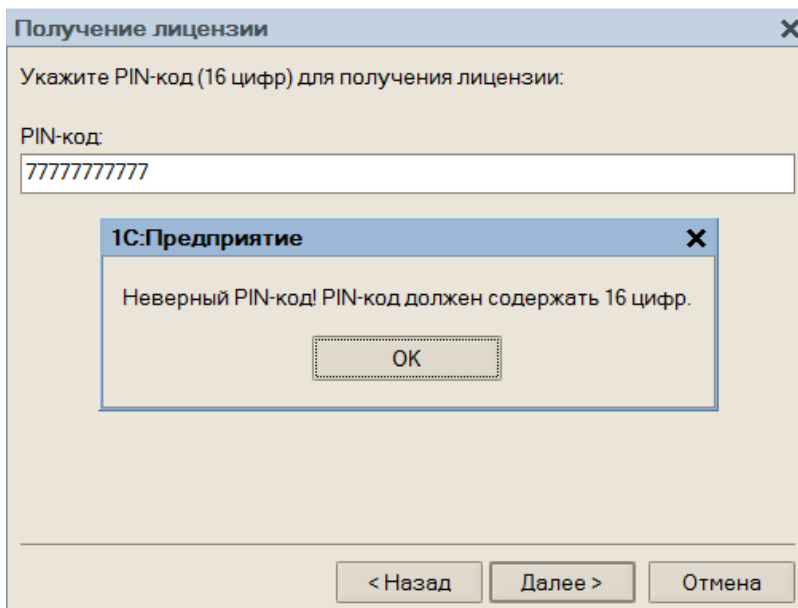 Получение лицензии
Укажите PIN-код (16 цифр) для получения лицензии:
PIN-код:
77777777777
1С:Предприятие
Неверный PIN-код! PIN-код должен содержать 16 цифр.
OK
< Назад
Далее >
Отмена